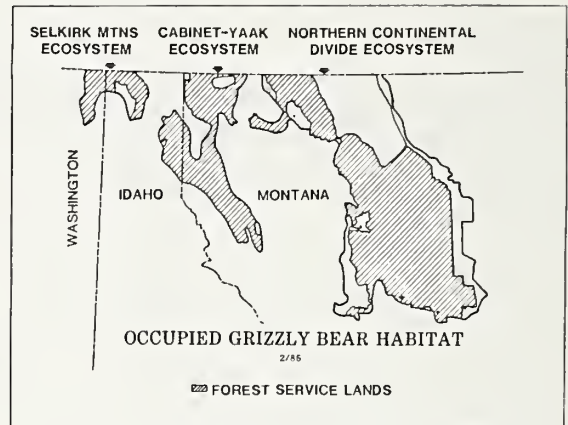 SELKIRK MTNS ECOSYSTEM
CABINET-YAAK ECOSYSTEM
NORTHERN CONTINENTAL DIVIDE ECOSYSTEM
WASHINGTON
IDAHO
MONTANA
OCCUPIED GRIZZLY BEAR HABITAT
2/85
FOREST SERVICE LANDS